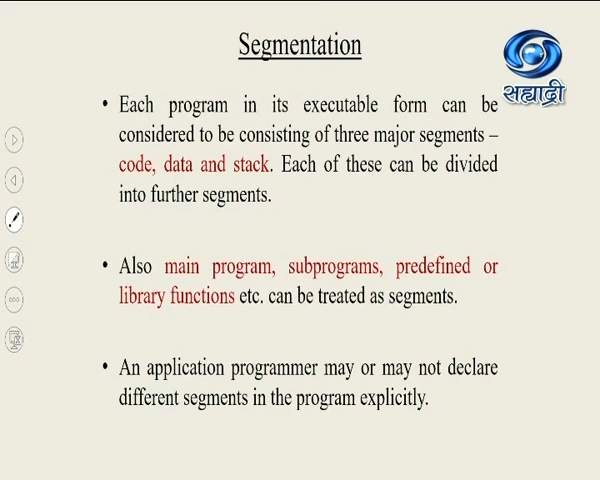 Segmentation
सह्याद्री
• Each program in its executable form can be
considered to be consisting of three major segments –
code, data and stack. Each of these can be divided
into further segments.
• Also main program, subprograms, predefined or
library functions etc. can be treated as segments.
• An application programmer may or may not declare
different segments in the program explicitly.